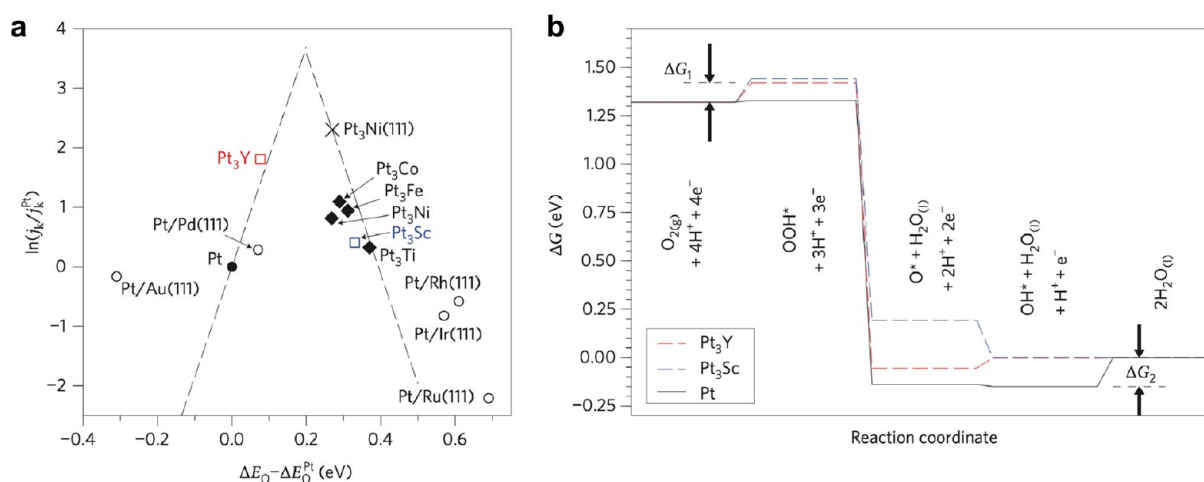 a
4
3
2
1
0
−1
−2
ln(jₖ/jₖᴾᵗ)
−0.4
−0.2
0.0
0.2
0.4
0.6
ΔE_O–ΔE_O^Pt (eV)
Pt₃Ni(111)
Pt₃Y
Pt₃Co
Pt₃Fe
Pt₃Ni
Pt₃Sc
Pt₃Ti
Pt/Pd(111)
Pt
Pt/Au(111)
Pt/Rh(111)
Pt/Ir(111)
Pt/Ru(111)
b
1.50
1.25
1.00
0.75
0.50
0.25
0.00
−0.25
ΔG (eV)
ΔG₁
O₂(g)
+ 4H⁺ + 4e⁻
OOH*
+ 3H⁺ + 3e⁻
O* + H₂O(l)
+ 2H⁺ + 2e⁻
OH* + H₂O(l)
+ H⁺ + e⁻
2H₂O(l)
ΔG₂
Pt₃Y
Pt₃Sc
Pt
Reaction coordinate